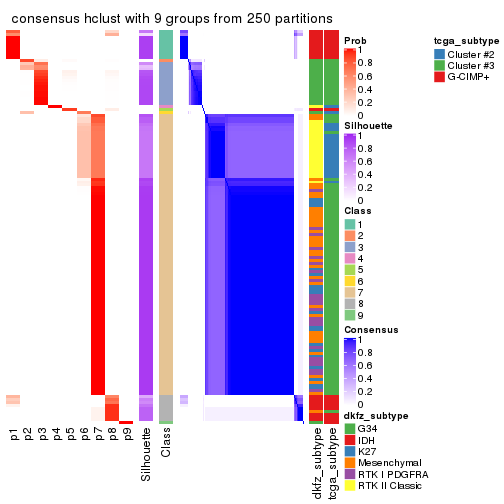 consensus hclust with 9 groups from 250 partitions
Prob
1
0.8
0.6
0.4
0.2
0
Silhouette
1
0.8
0.6
0.4
0.2
0
Class
1
2
3
4
5
6
7
8
9
Consensus
1
0.8
0.6
0.4
0.2
0
dkfz_subtype
G34
IDH
K27
Mesenchymal
RTK I PDGFRA
RTK II Classic
tcga_subtype
Cluster #2
Cluster #3
G-CIMP+
p1
p2
p3
p4
p5
p6
p7
p8
p9
Silhouette
Class
dkfz_subtype
tcga_subtype